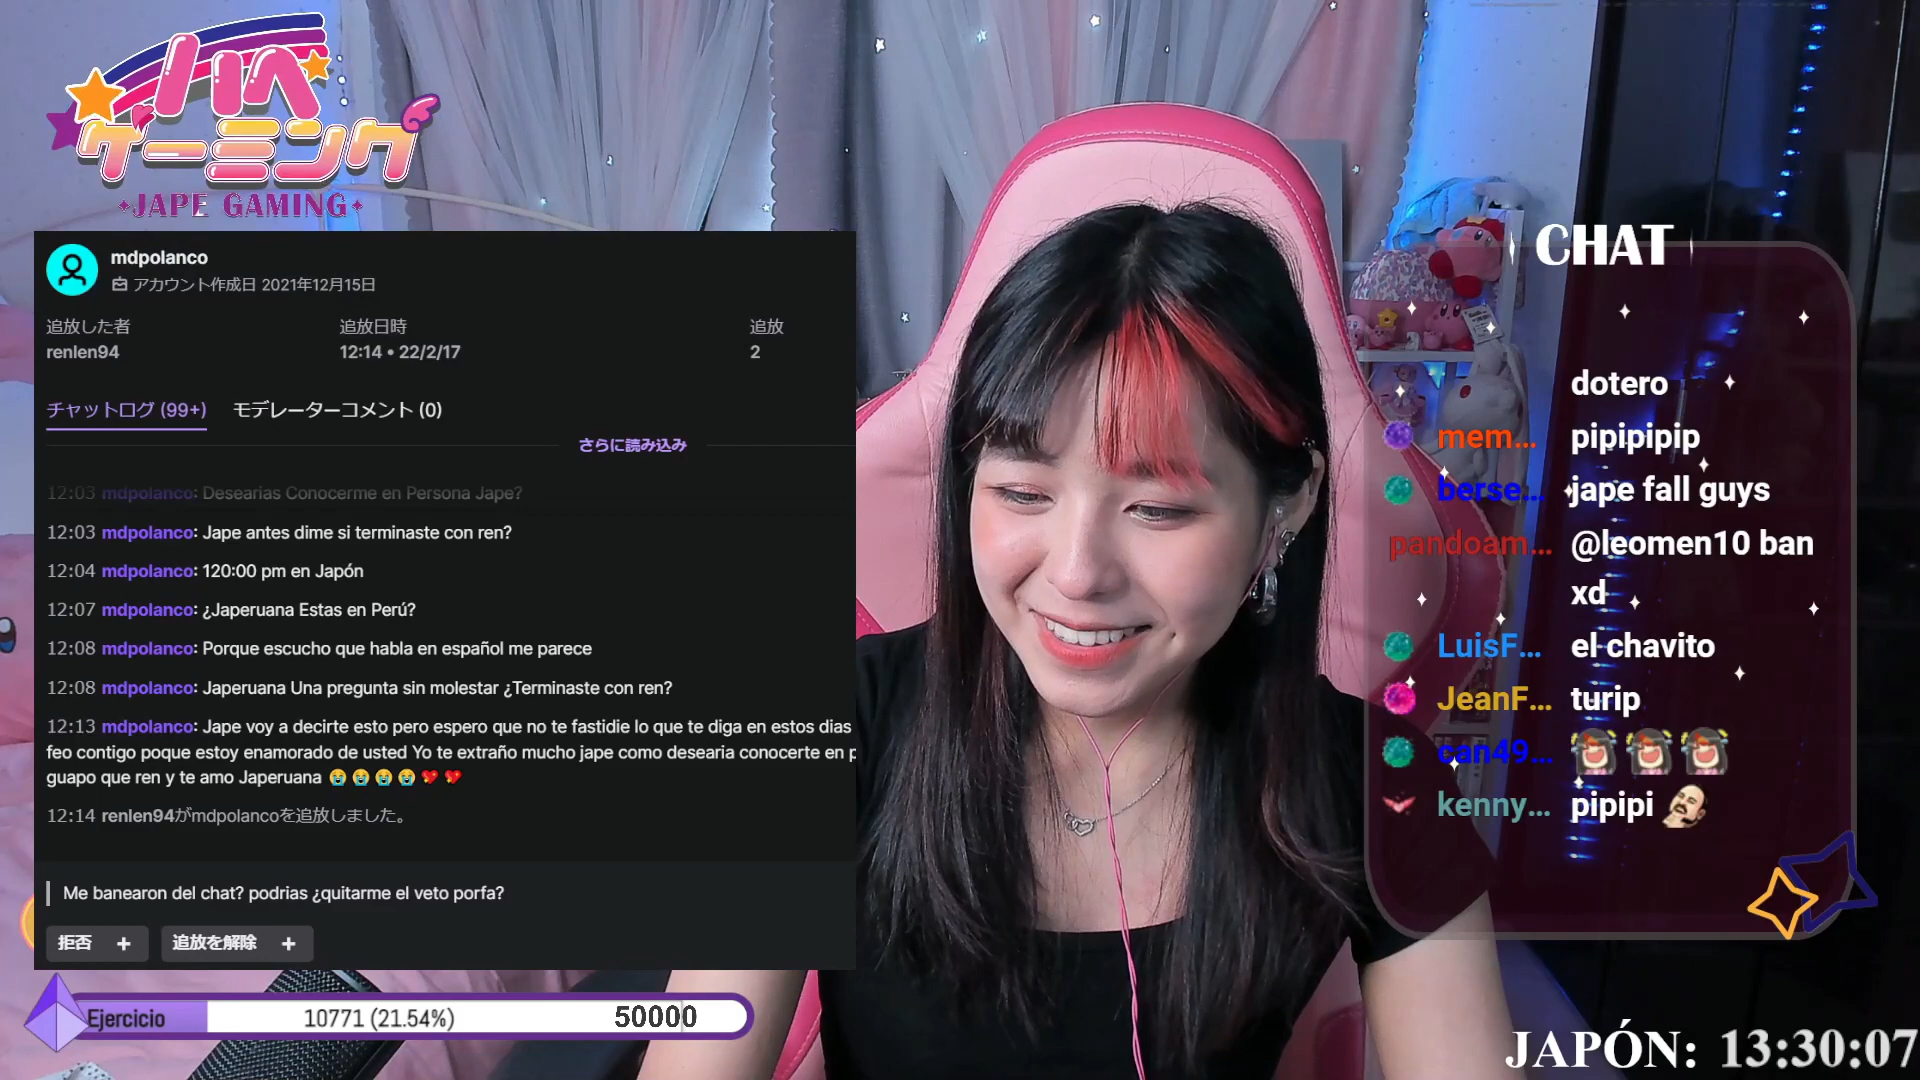 ハペ
ゲーミング
JAPE GAMING
mdpolanco
アカウント作成日 2021年12月15日
追放した者
追放日時
追放
renlen94
12:14 • 22/2/17
2
チャットログ (99+)
モデレーターコメント (0)
さらに読み込み
12:03 mdpolanco: Desearias Conocerme en Persona Jape?
12:03 mdpolanco: Jape antes dime si terminaste con ren?
12:04 mdpolanco: 120:00 pm en Japón
12:07 mdpolanco: ¿Japeruana Estas en Perú?
12:08 mdpolanco: Porque escucho que habla en español me parece
12:08 mdpolanco: Japeruana Una pregunta sin molestar ¿Terminaste con ren?
12:13 mdpolanco: Jape voy a decirte esto pero espero que no te fastidie lo que te diga en estos dias
feo contigo poque estoy enamorado de usted Yo te extraño mucho jape como desearia conocerte en p
guapo que ren y te amo Japeruana 😭😭😭😭💖💖
12:14 renlen94がmdpolancoを追放しました。
Me banearon del chat? podrias ¿quitarme el veto porfa?
拒否 +
追放を解除 +
Ejercicio
10771 (21.54%)
50000
CHAT
dotero
mem... pipipipip
berse... jape fall guys
pandoam... @leomen10 ban
xd
LuisF... el chavito
JeanF... turip
can49...
kenny... pipipi
JAPÓN: 13:30:07